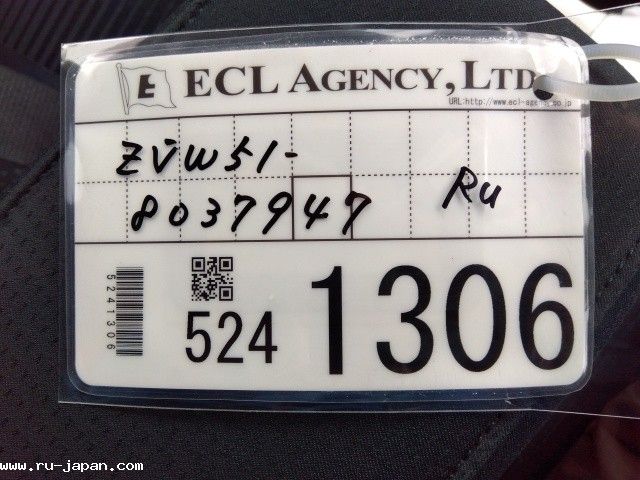 E ECL AGENCY, LTD.
URL:http://www.ecl-agency.co.jp
ZVW51-
8037947 RU
5241306
524 1306
www.ru-japan.com